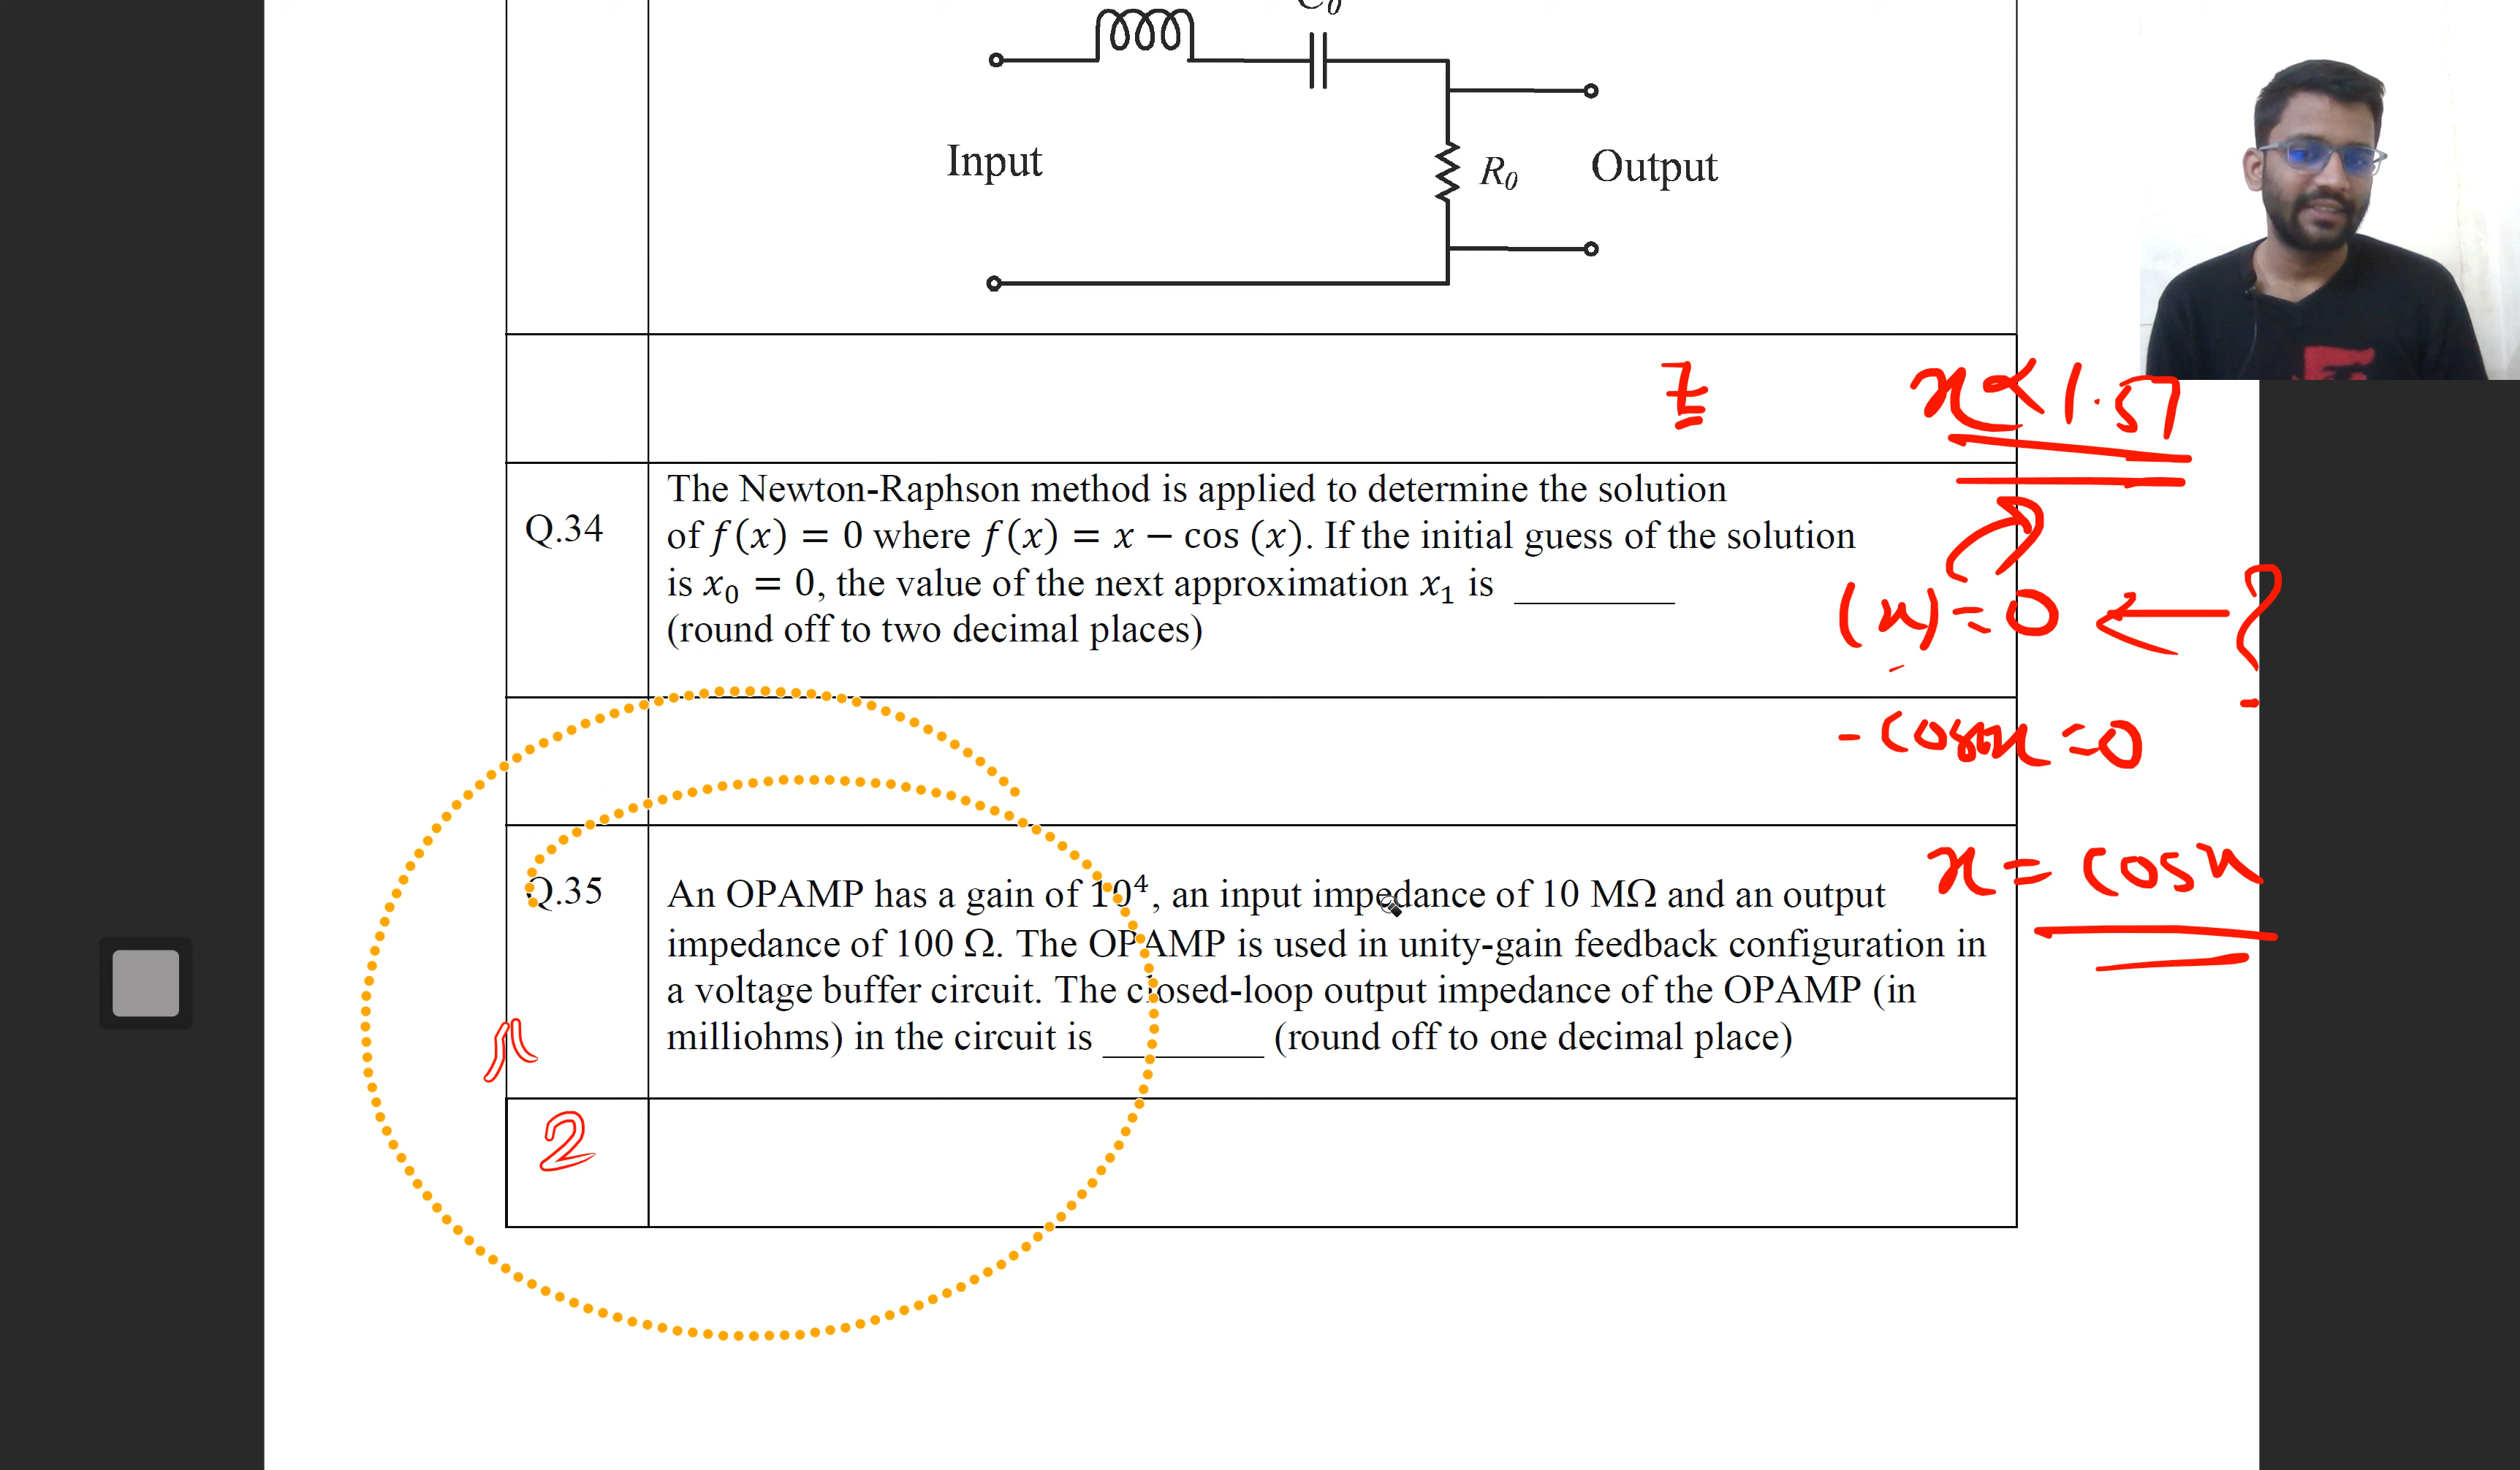 C₀
Input
R₀
Output
x < 1.57
Q.34
The Newton-Raphson method is applied to determine the solution
of f(x) = 0 where f(x) = x − cos (x). If the initial guess of the solution
is x₀ = 0, the value of the next approximation x₁ is ________
(round off to two decimal places)
(x) = 0 ← ?
- cosx = 0
x = cosx
Q.35
An OPAMP has a gain of 10⁴, an input impedance of 10 MΩ and an output
impedance of 100 Ω. The OPAMP is used in unity-gain feedback configuration in
a voltage buffer circuit. The closed-loop output impedance of the OPAMP (in
milliohms) in the circuit is ________ (round off to one decimal place)
2